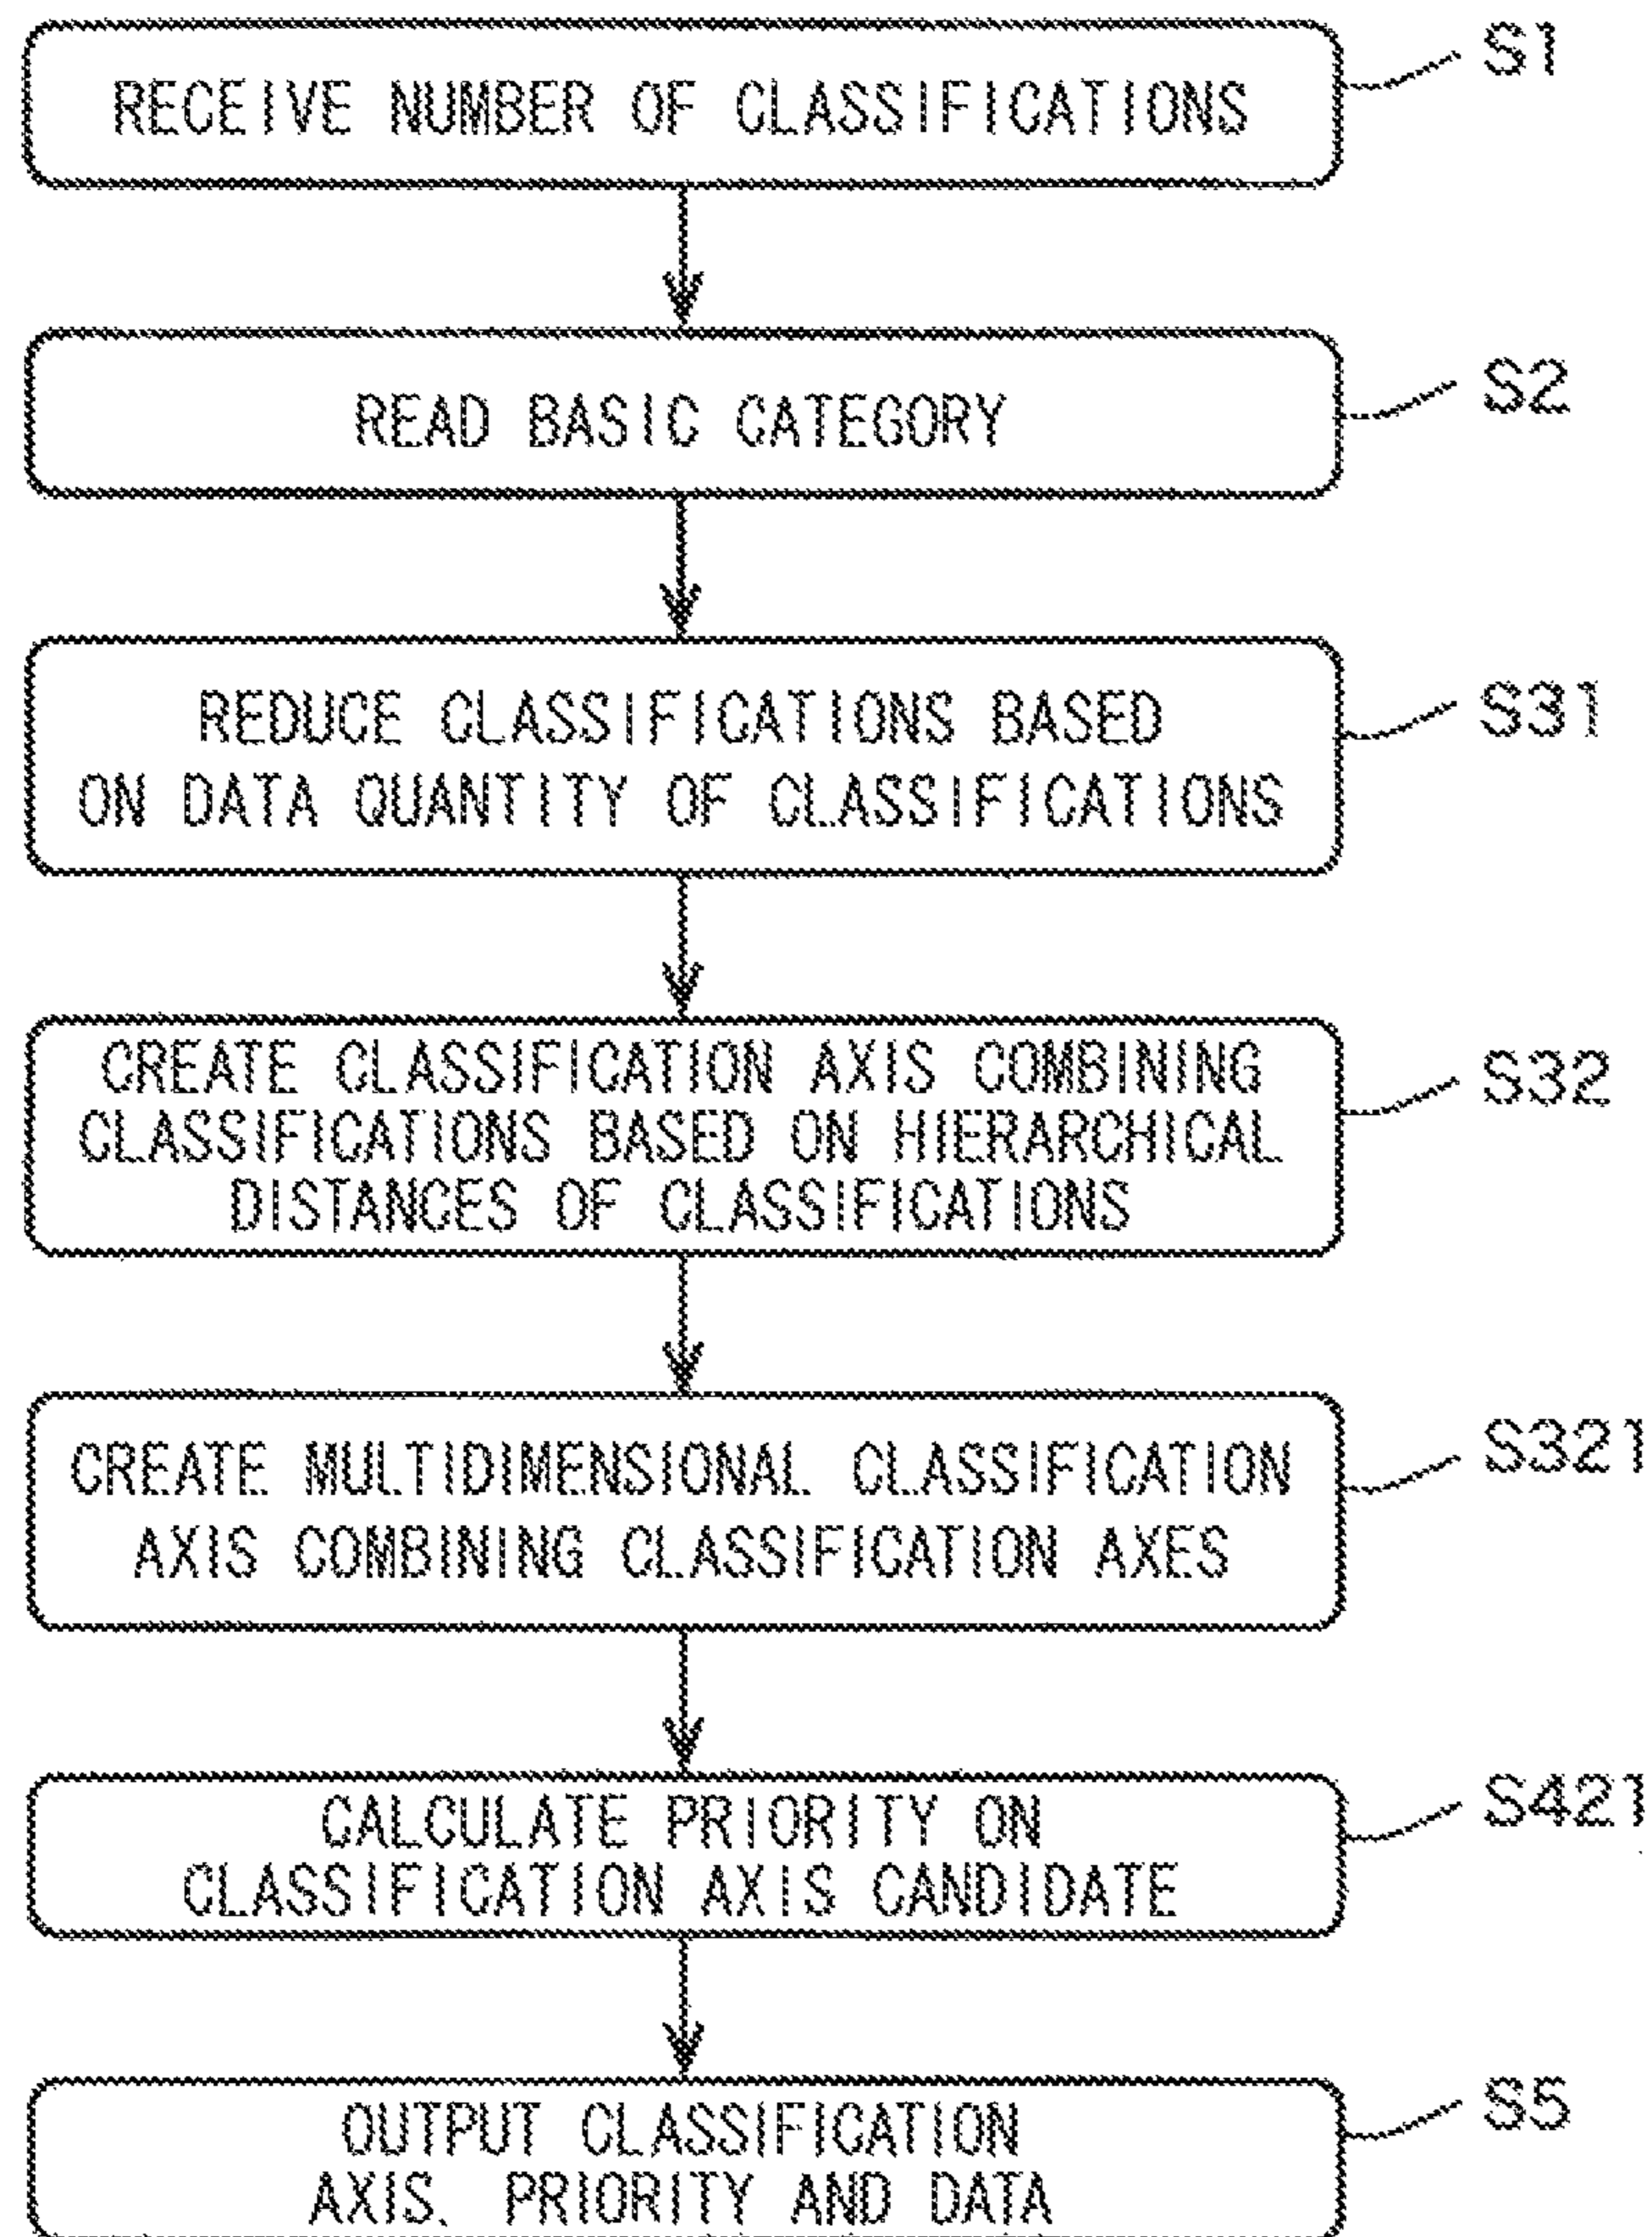 RECEIVE NUMBER OF CLASSIFICATIONS
S1
READ BASIC CATEGORY
S2
REDUCE CLASSIFICATIONS BASED
ON DATA QUANTITY OF CLASSIFICATIONS
S31
CREATE CLASSIFICATION AXIS COMBINING
CLASSIFICATIONS BASED ON HIERARCHICAL
DISTANCES OF CLASSIFICATIONS
S32
CREATE MULTIDIMENSIONAL CLASSIFICATION
AXIS COMBINING CLASSIFICATION AXES
S321
CALCULATE PRIORITY ON
CLASSIFICATION AXIS CANDIDATE
S421
OUTPUT CLASSIFICATION
AXIS, PRIORITY AND DATA
S5